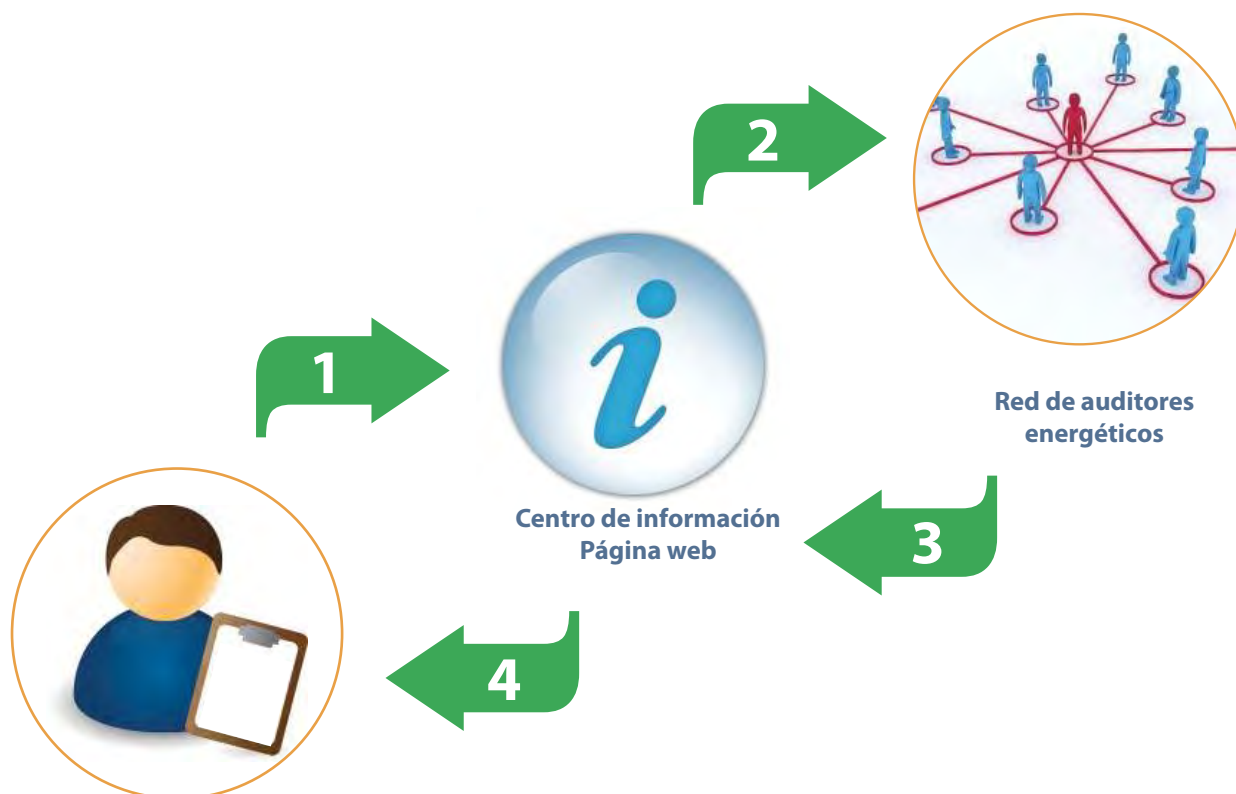 2
1
Red de auditores
energéticos
Centro de información
Página web
3
4